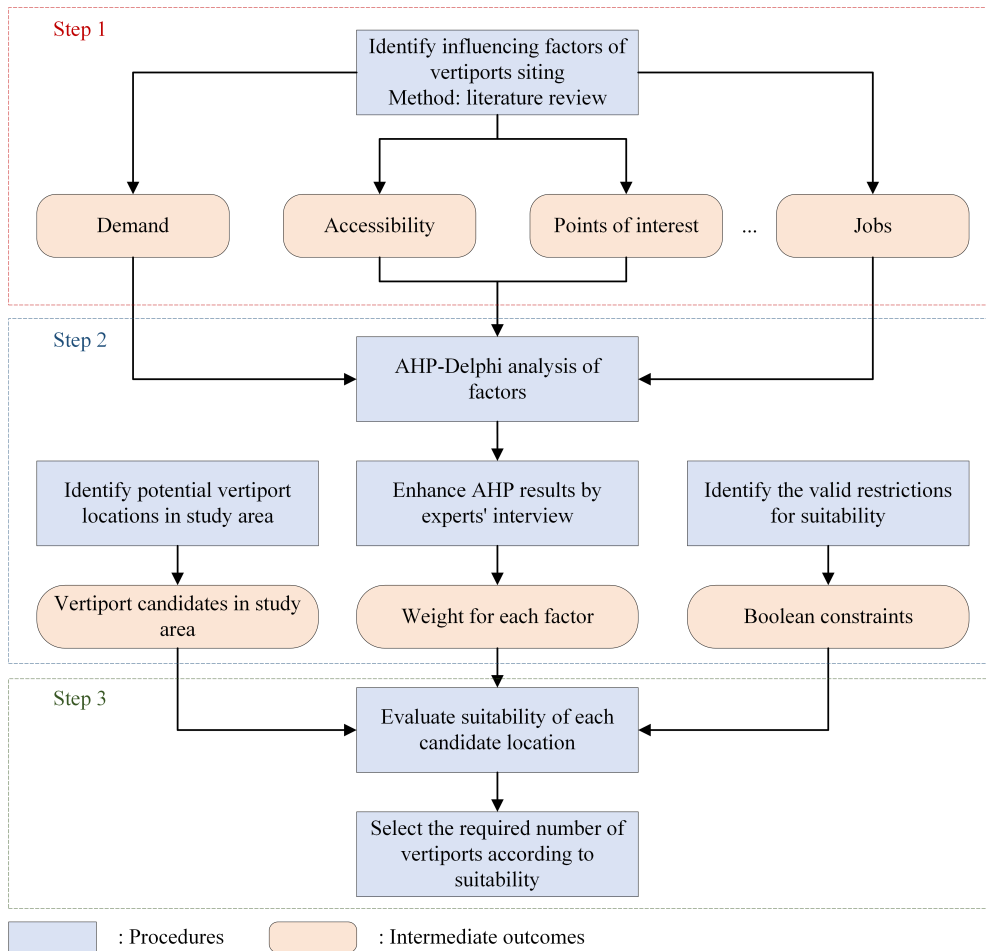 Step 1
Identify influencing factors of
vertiports siting
Method: literature review
Demand
Accessibility
Points of interest
...
Jobs
Step 2
AHP-Delphi analysis of
factors
Identify potential vertiport
locations in study area
Enhance AHP results by
experts' interview
Identify the valid restrictions
for suitability
Vertiport candidates in study
area
Weight for each factor
Boolean constraints
Step 3
Evaluate suitability of each
candidate location
Select the required number of
vertiports according to
suitability
: Procedures
: Intermediate outcomes